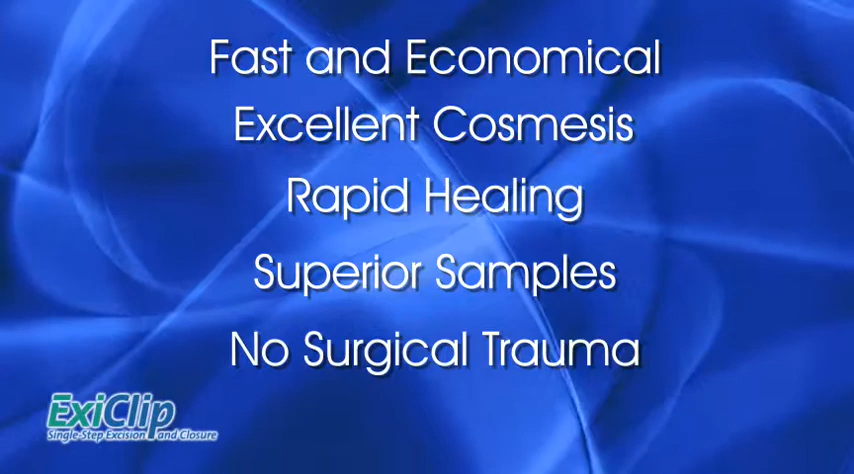 Fast and Economical
Excellent Cosmesis
Rapid Healing
Superior Samples
No Surgical Trauma
ExiClip
Single-Step Excision and Closure